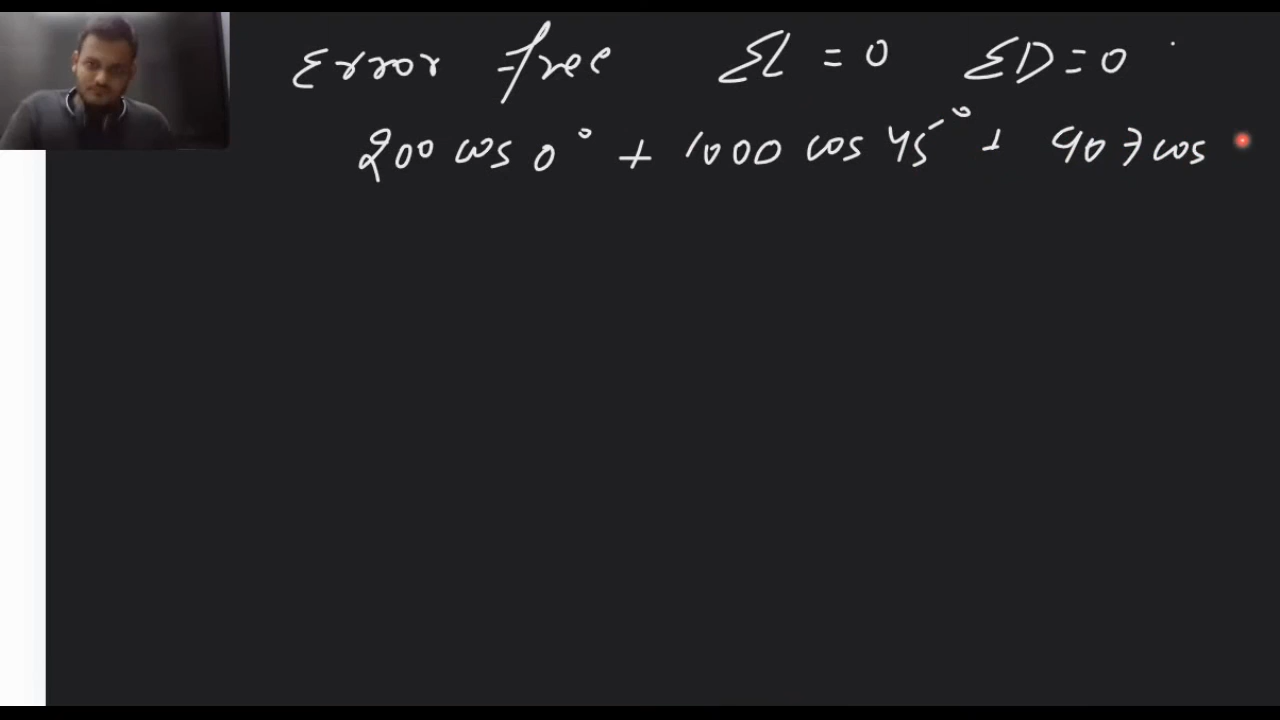 Error free ΣL = 0 ΣD = 0
200 cos 0° + 1000 cos 45° + 907 cos